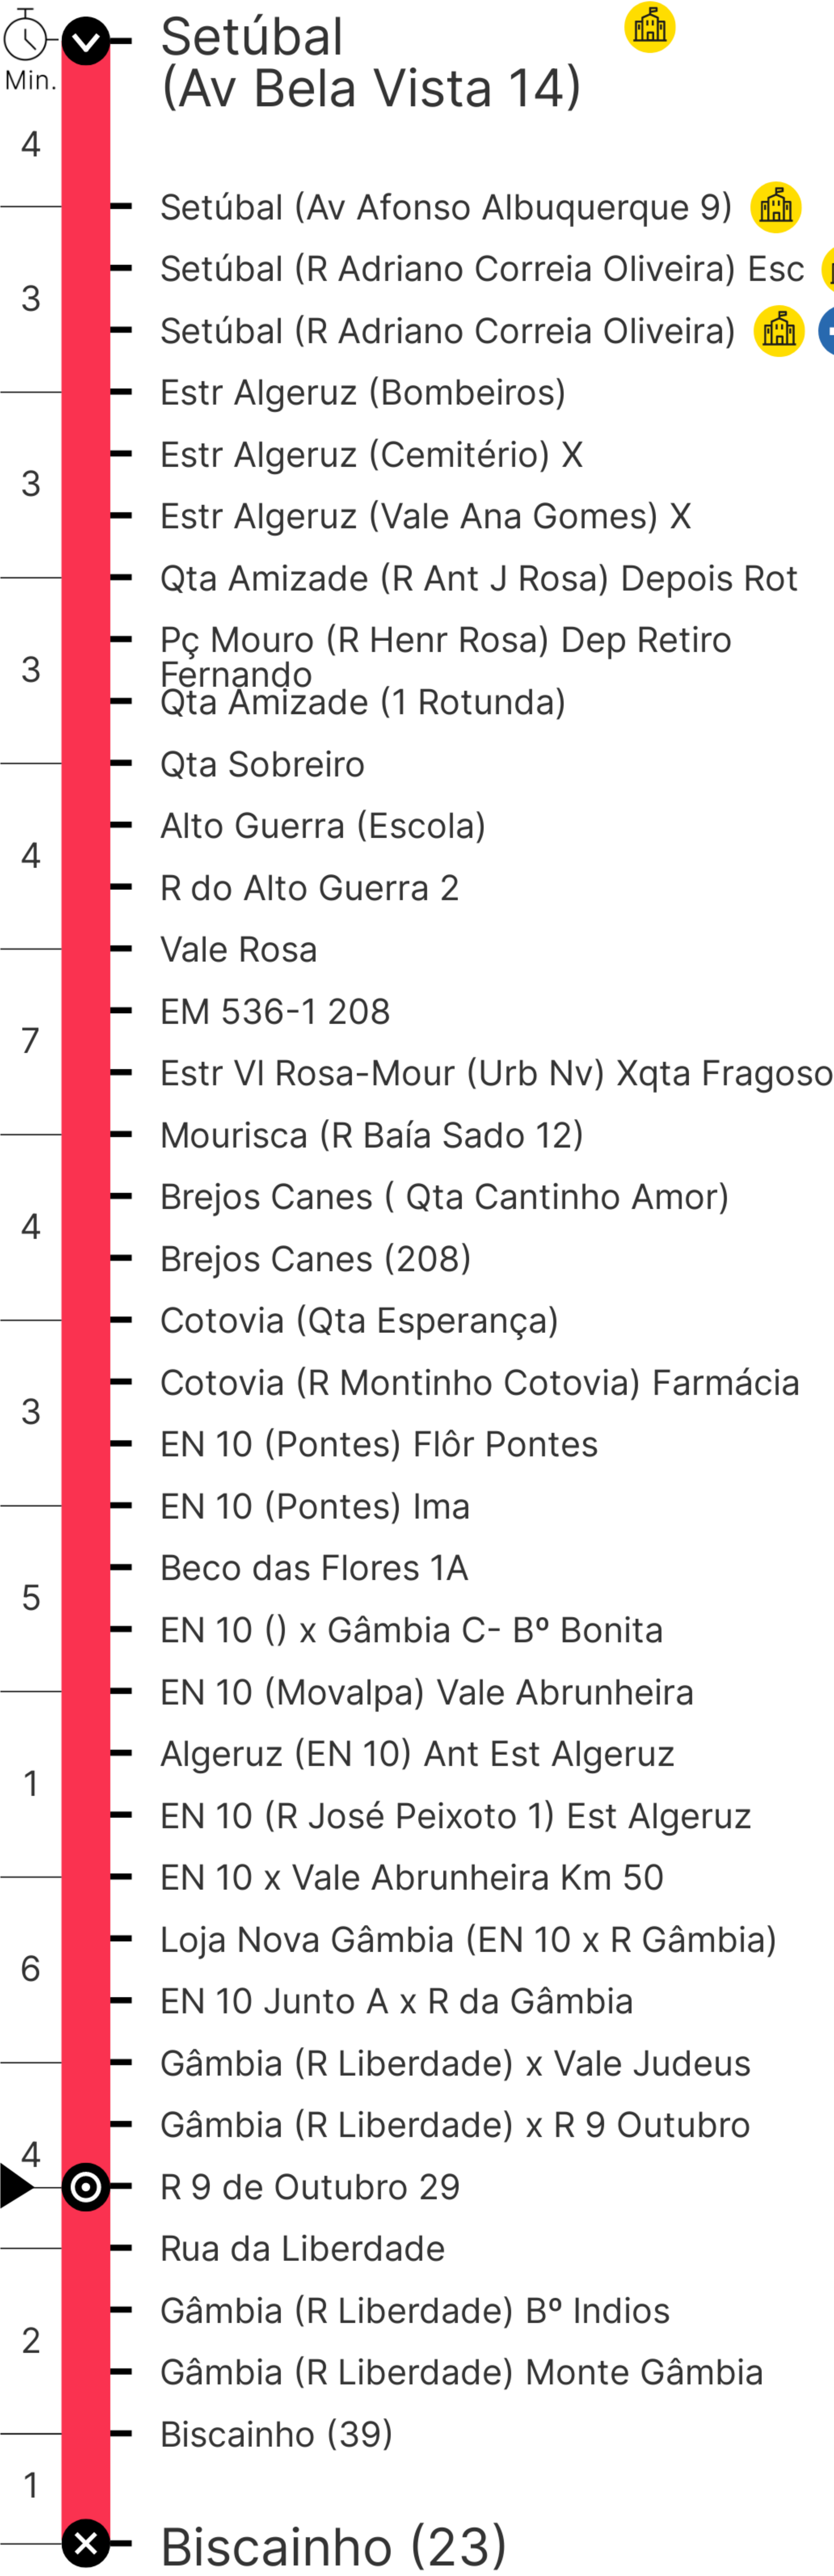 Setúbal
(Av Bela Vista 14)
Min.
4
Setúbal (Av Afonso Albuquerque 9)
Setúbal (R Adriano Correia Oliveira) Esc
3
Setúbal (R Adriano Correia Oliveira)
Estr Algeruz (Bombeiros)
Estr Algeruz (Cemitério) X
3
Estr Algeruz (Vale Ana Gomes) X
Qta Amizade (R Ant J Rosa) Depois Rot
Pç Mouro (R Henr Rosa) Dep Retiro
Fernando
3
Qta Amizade (1 Rotunda)
Qta Sobreiro
Alto Guerra (Escola)
4
R do Alto Guerra 2
Vale Rosa
EM 536-1 208
7
Estr Vl Rosa-Mour (Urb Nv) Xqta Fragoso
Mourisca (R Baía Sado 12)
Brejos Canes ( Qta Cantinho Amor)
4
Brejos Canes (208)
Cotovia (Qta Esperança)
Cotovia (R Montinho Cotovia) Farmácia
3
EN 10 (Pontes) Flôr Pontes
EN 10 (Pontes) Ima
Beco das Flores 1A
5
EN 10 () x Gâmbia C- Bº Bonita
EN 10 (Movalpa) Vale Abrunheira
Algeruz (EN 10) Ant Est Algeruz
1
EN 10 (R José Peixoto 1) Est Algeruz
EN 10 x Vale Abrunheira Km 50
Loja Nova Gâmbia (EN 10 x R Gâmbia)
6
EN 10 Junto A x R da Gâmbia
Gâmbia (R Liberdade) x Vale Judeus
Gâmbia (R Liberdade) x R 9 Outubro
4
R 9 de Outubro 29
Rua da Liberdade
Gâmbia (R Liberdade) Bº Indios
2
Gâmbia (R Liberdade) Monte Gâmbia
Biscainho (39)
1
Biscainho (23)